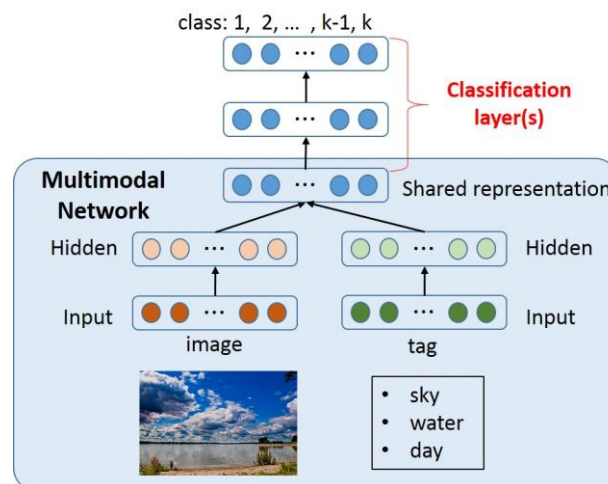 class: 1, 2, ... , k-1, k
Classification
layer(s)
Multimodal
Network
Shared representation
Hidden
Hidden
Input
Input
image
tag
• sky
• water
• day